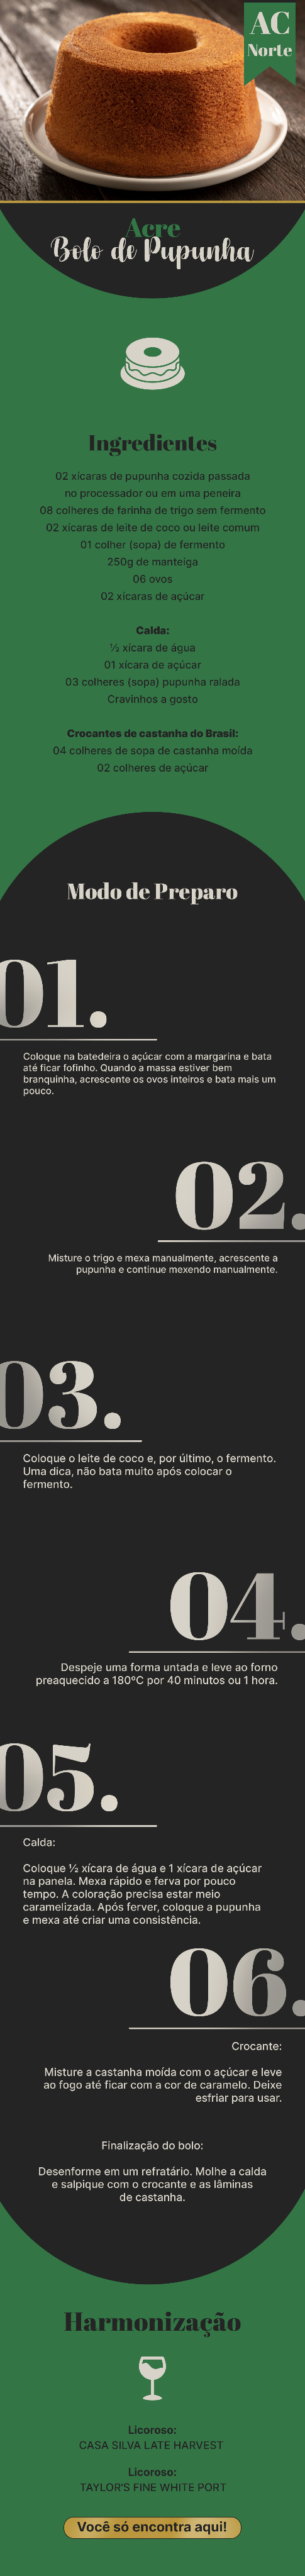 AC
Norte
Acre
Bolo de Pupunha
Ingredientes
02 xícaras de pupunha cozida passada
no processador ou em uma peneira
08 colheres de farinha de trigo sem fermento
02 xícaras de leite de coco ou leite comum
01 colher (sopa) de fermento
250g de manteiga
06 ovos
02 xícaras de açúcar
Calda:
½ xícara de água
01 xícara de açúcar
03 colheres (sopa) pupunha ralada
Cravinhos a gosto
Crocantes de castanha do Brasil:
04 colheres de sopa de castanha moída
02 colheres de açúcar
Modo de Preparo
01.
Coloque na batedeira o açúcar com a margarina e bata
até ficar fofinho. Quando a massa estiver bem
branquinha, acrescente os ovos inteiros e bata mais um
pouco.
02.
Misture o trigo e mexa manualmente, acrescente a
pupunha e continue mexendo manualmente.
03.
Coloque o leite de coco e, por último, o fermento.
Uma dica, não bata muito após colocar o
fermento.
04.
Despeje uma forma untada e leve ao forno
preaquecido a 180ºC por 40 minutos ou 1 hora.
05.
Calda:
Coloque ½ xícara de água e 1 xícara de açúcar
na panela. Mexa rápido e ferva por pouco
tempo. A coloração precisa estar meio
caramelizada. Após ferver, coloque a pupunha
e mexa até criar uma consistência.
06.
Crocante:
Misture a castanha moída com o açúcar e leve
ao fogo até ficar com a cor de caramelo. Deixe
esfriar para usar.
Finalização do bolo:
Desenforme em um refratário. Molhe a calda
e salpique com o crocante e as lâminas
de castanha.
Harmonização
Licoroso:
CASA SILVA LATE HARVEST
Licoroso:
TAYLOR'S FINE WHITE PORT
Você só encontra aqui!